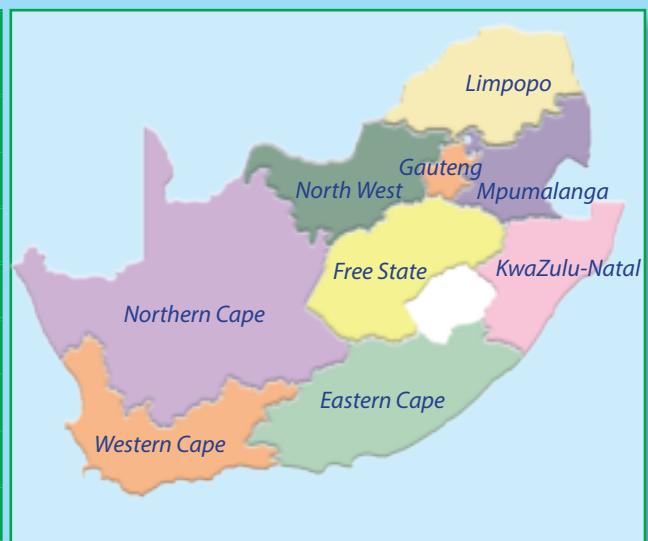 Limpopo
Gauteng
North West
Mpumalanga
Free State
KwaZulu-Natal
Northern Cape
Eastern Cape
Western Cape